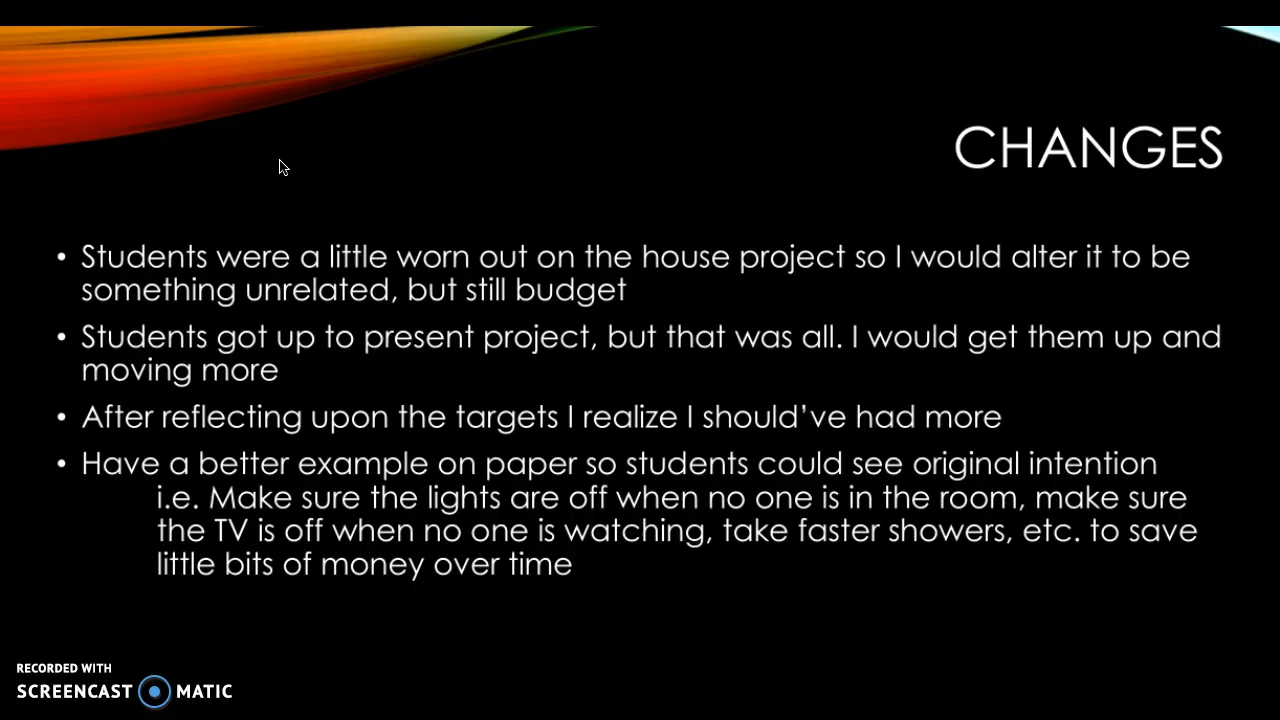 CHANGES
• Students were a little worn out on the house project so I would alter it to be
something unrelated, but still budget
• Students got up to present project, but that was all. I would get them up and
moving more
• After reflecting upon the targets I realize I should've had more
• Have a better example on paper so students could see original intention
i.e. Make sure the lights are off when no one is in the room, make sure
the TV is off when no one is watching, take faster showers, etc. to save
little bits of money over time
RECORDED WITH
SCREENCAST MATIC